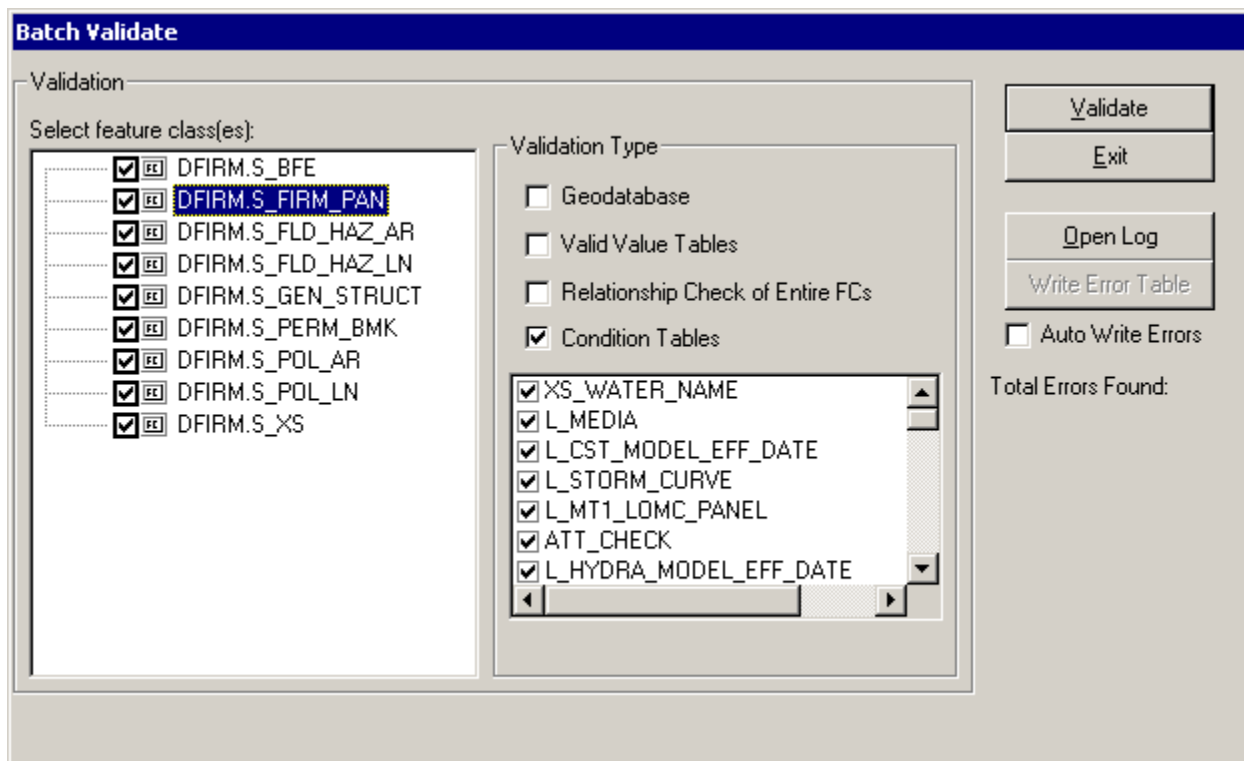 Batch Validate
Validation
Select feature class(es):
DFIRM.S_BFE
DFIRM.S_FIRM_PAN
DFIRM.S_FLD_HAZ_AR
DFIRM.S_FLD_HAZ_LN
DFIRM.S_GEN_STRUCT
DFIRM.S_PERM_BMK
DFIRM.S_POL_AR
DFIRM.S_POL_LN
DFIRM.S_XS
Validation Type
Geodatabase
Valid Value Tables
Relationship Check of Entire FCs
Condition Tables
XS_WATER_NAME
L_MEDIA
L_CST_MODEL_EFF_DATE
L_STORM_CURVE
L_MT1_LOMC_PANEL
ATT_CHECK
L_HYDRA_MODEL_EFF_DATE
Validate
Exit
Open Log
Write Error Table
Auto Write Errors
Total Errors Found: